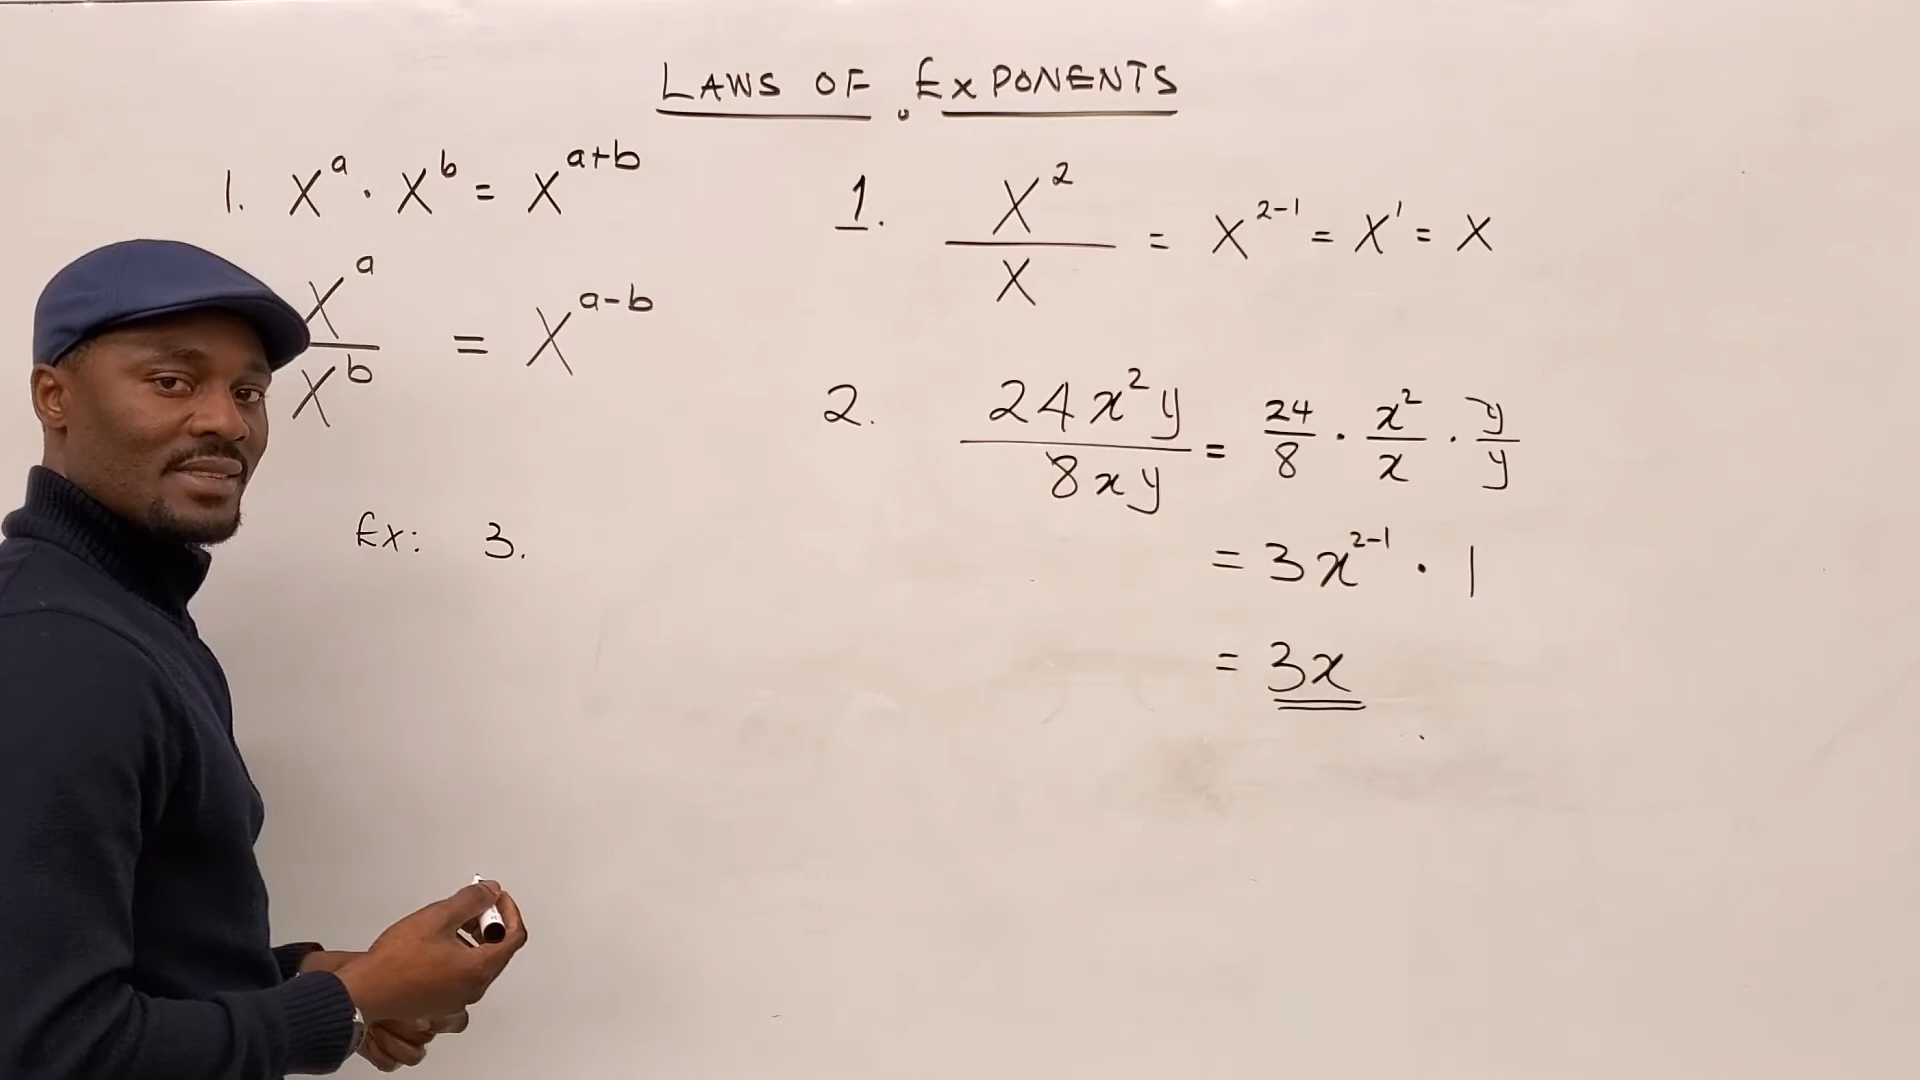 LAWS OF EXPONENTS
1. X^a · X^b = X^(a+b)
X^a / X^b = X^(a-b)
Ex: 3.
1. X^2 / X = X^(2-1) = X^1 = X
2. 24x^2y / 8xy = 24/8 · x^2/x · y/y
= 3x^(2-1) · 1
= 3x